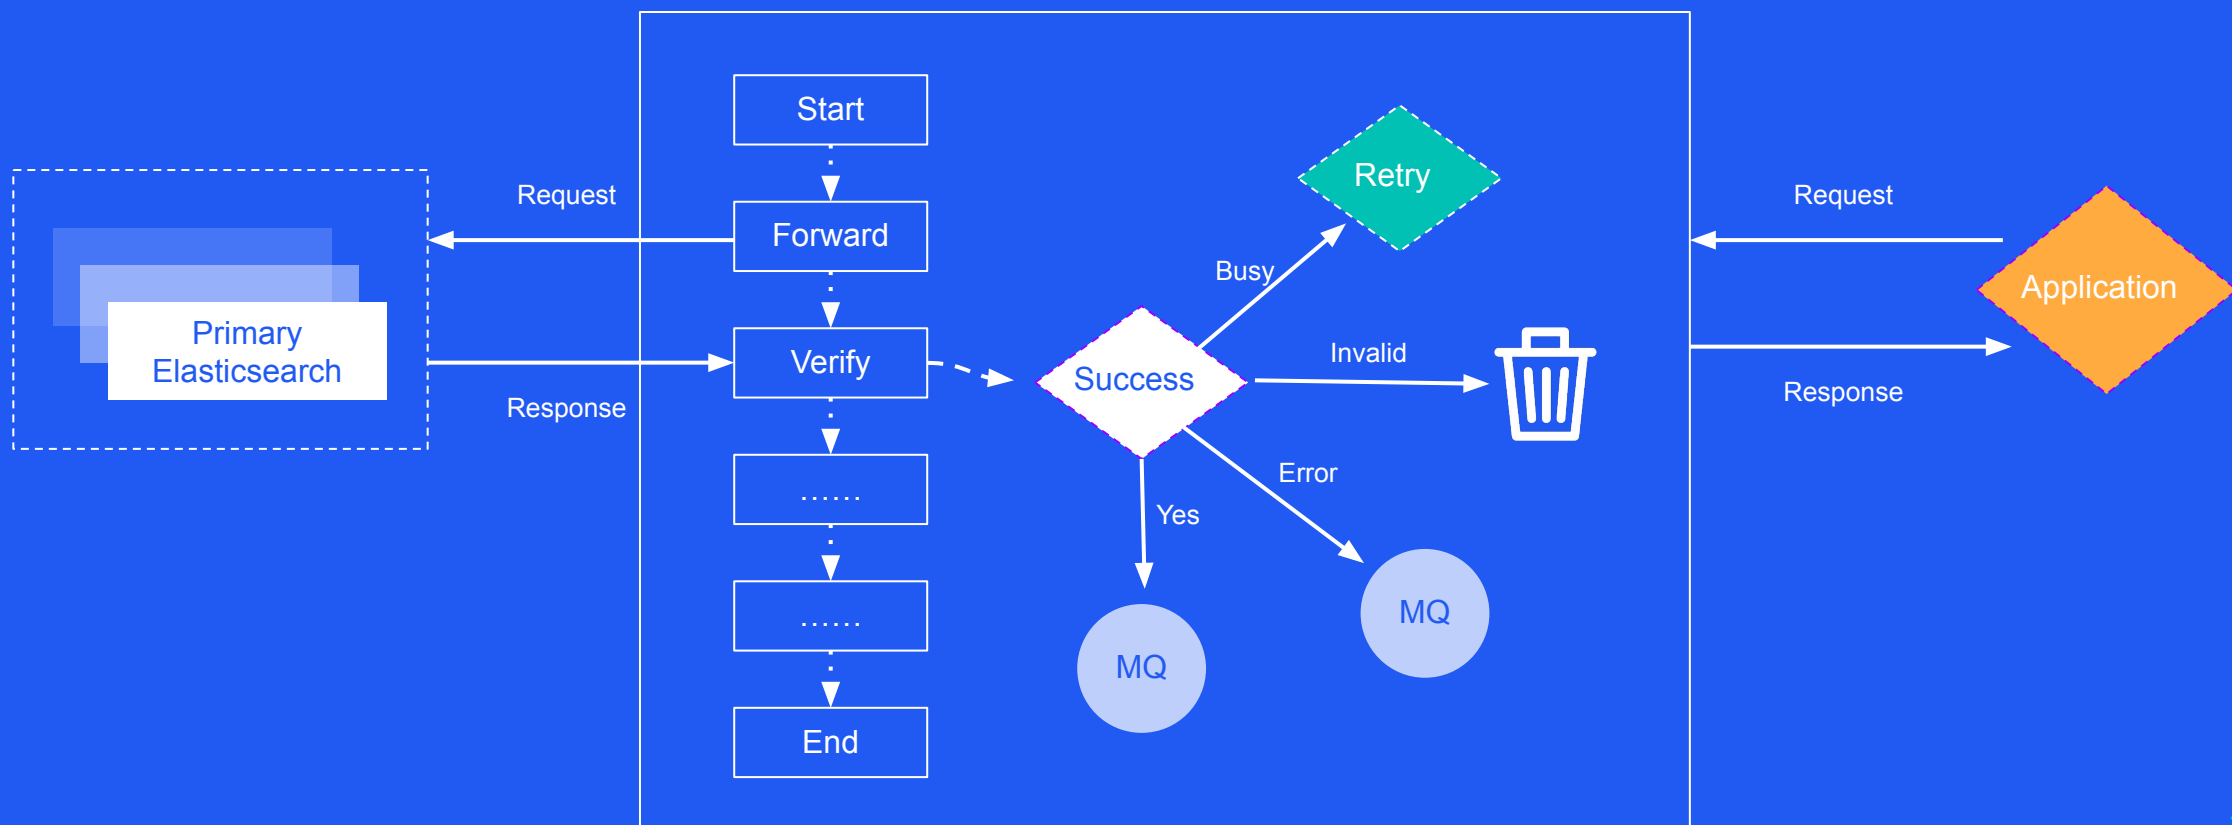 Start
Retry
Request
Request
Forward
Busy
Application
Primary
Elasticsearch
Verify
Invalid
Success
Response
Response
Error
......
Yes
......
MQ
MQ
End